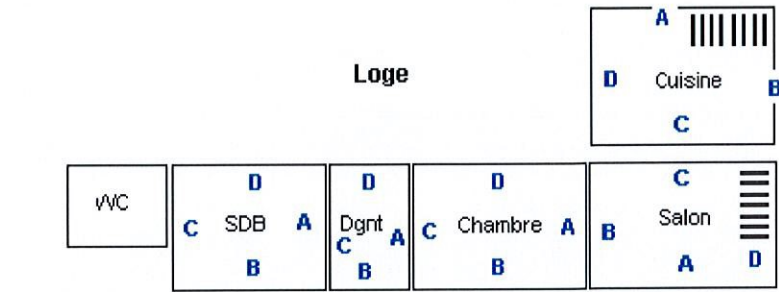 A
Loge
D Cuisine B
C
WC
D D D C
C SDB A Dgnt C A C Chambre A B Salon
B B B A D